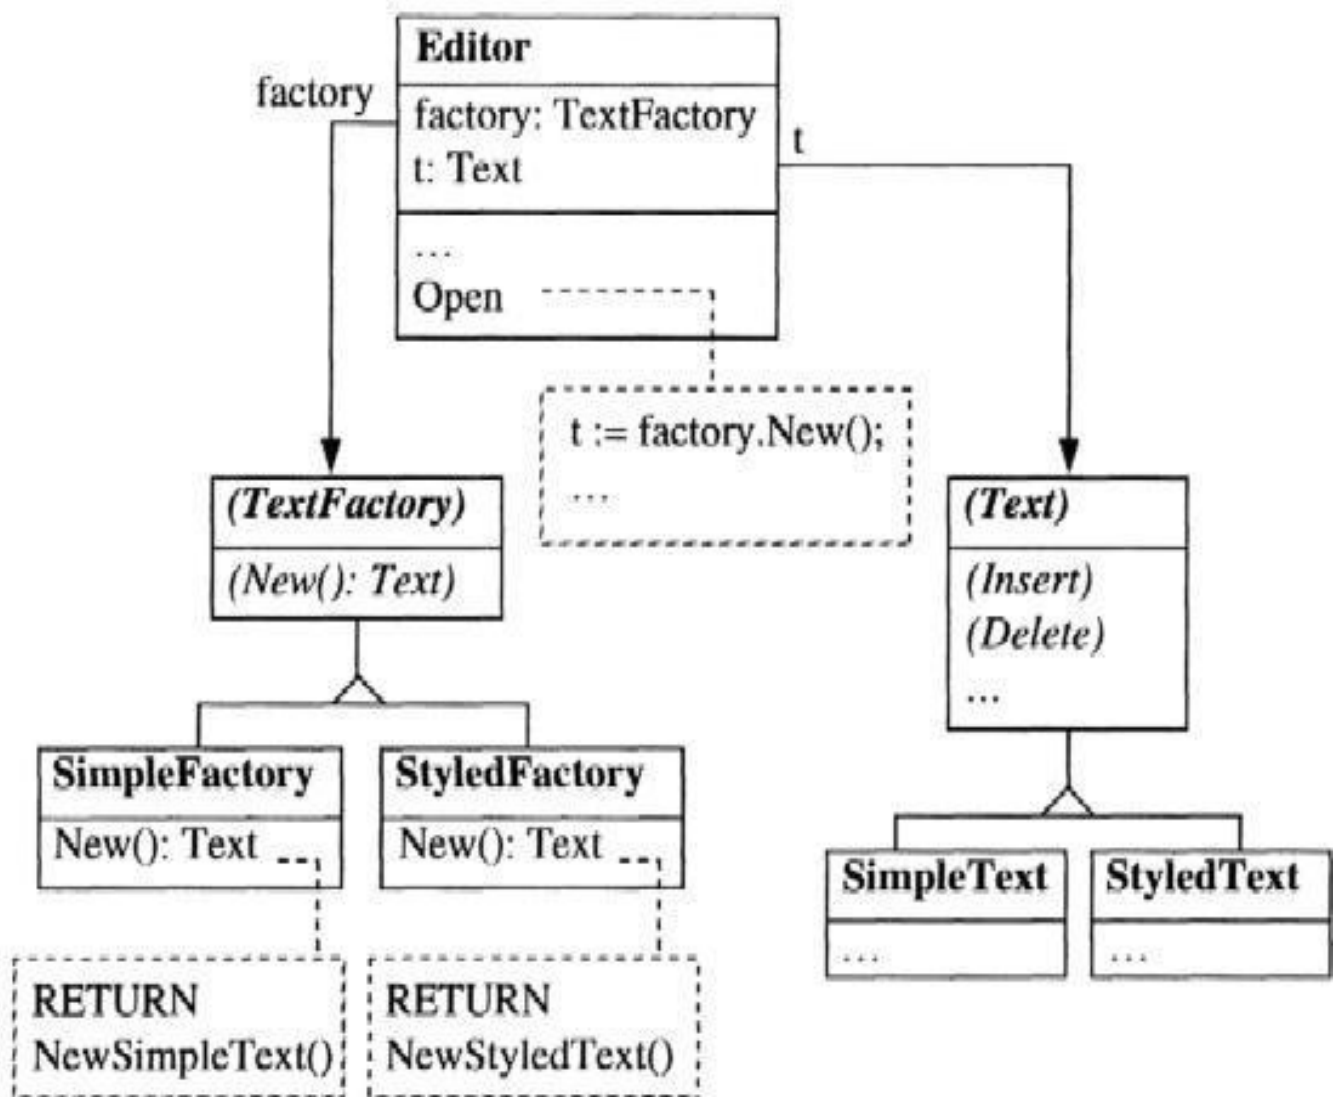 Editor
factory
factory: TextFactory
t
t: Text
...
Open
t := factory.New();
...
(TextFactory)
(New(): Text)
(Text)
(Insert)
(Delete)
...
SimpleFactory
New(): Text
StyledFactory
New(): Text
RETURN
NewSimpleText()
RETURN
NewStyledText()
SimpleText
...
StyledText
...